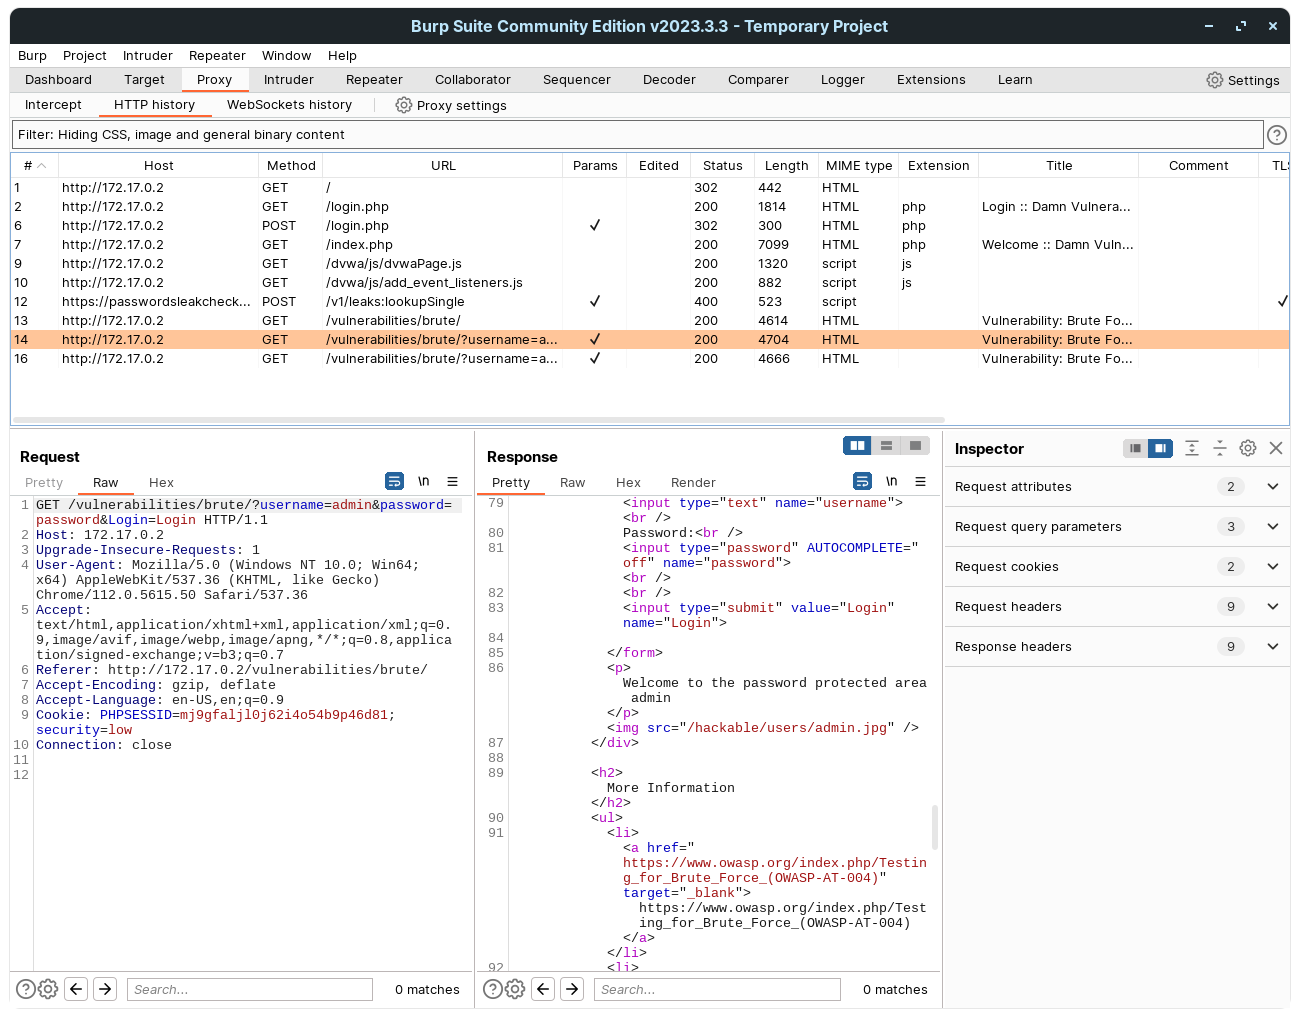 Burp Suite Community Edition v2023.3.3 - Temporary Project
Burp Project Intruder Repeater Window Help
Dashboard Target Proxy Intruder Repeater Collaborator Sequencer Decoder Comparer Logger Extensions Learn Settings
Intercept HTTP history WebSockets history Proxy settings
Filter: Hiding CSS, image and general binary content
# Host Method URL Params Edited Status Length MIME type Extension Title Comment TLS
1 http://172.17.0.2 GET / 302 442 HTML
2 http://172.17.0.2 GET /login.php 200 1814 HTML php Login :: Damn Vulnera...
6 http://172.17.0.2 POST /login.php ✓ 302 300 HTML php
7 http://172.17.0.2 GET /index.php 200 7099 HTML php Welcome :: Damn Vuln...
9 http://172.17.0.2 GET /dvwa/js/dvwaPage.js 200 1320 script js
10 http://172.17.0.2 GET /dvwa/js/add_event_listeners.js 200 882 script js
12 https://passwordsleakcheck... POST /v1/leaks:lookupSingle ✓ 400 523 script ✓
13 http://172.17.0.2 GET /vulnerabilities/brute/ 200 4614 HTML Vulnerability: Brute Fo...
14 http://172.17.0.2 GET /vulnerabilities/brute/?username=a... ✓ 200 4704 HTML Vulnerability: Brute Fo...
16 http://172.17.0.2 GET /vulnerabilities/brute/?username=a... ✓ 200 4666 HTML Vulnerability: Brute Fo...
Request
Pretty Raw Hex \n
1 GET /vulnerabilities/brute/?username=admin&password=
password&Login=Login HTTP/1.1
2 Host: 172.17.0.2
3 Upgrade-Insecure-Requests: 1
4 User-Agent: Mozilla/5.0 (Windows NT 10.0; Win64;
x64) AppleWebKit/537.36 (KHTML, like Gecko)
Chrome/112.0.5615.50 Safari/537.36
5 Accept:
text/html,application/xhtml+xml,application/xml;q=0.
9,image/avif,image/webp,image/apng,*/*;q=0.8,applica
tion/signed-exchange;v=b3;q=0.7
6 Referer: http://172.17.0.2/vulnerabilities/brute/
7 Accept-Encoding: gzip, deflate
8 Accept-Language: en-US,en;q=0.9
9 Cookie: PHPSESSID=mj9gfaljl0j62i4o54b9p46d81;
security=low
10 Connection: close
11
12
Search... 0 matches
Response
Pretty Raw Hex Render \n
79 <input type="text" name="username">
<br />
80 Password:<br />
81 <input type="password" AUTOCOMPLETE="
off" name="password">
<br />
82 <br />
83 <input type="submit" value="Login"
name="Login">
84
85 </form>
86 <p>
Welcome to the password protected area
admin
</p>
<img src="/hackable/users/admin.jpg" />
87 </div>
88
89 <h2>
More Information
</h2>
90 <ul>
91 <li>
<a href="
https://www.owasp.org/index.php/Testin
g_for_Brute_Force_(OWASP-AT-004)"
target="_blank">
https://www.owasp.org/index.php/Test
ing_for_Brute_Force_(OWASP-AT-004)
</a>
</li>
92 <li>
Search... 0 matches
Inspector
Request attributes 2
Request query parameters 3
Request cookies 2
Request headers 9
Response headers 9